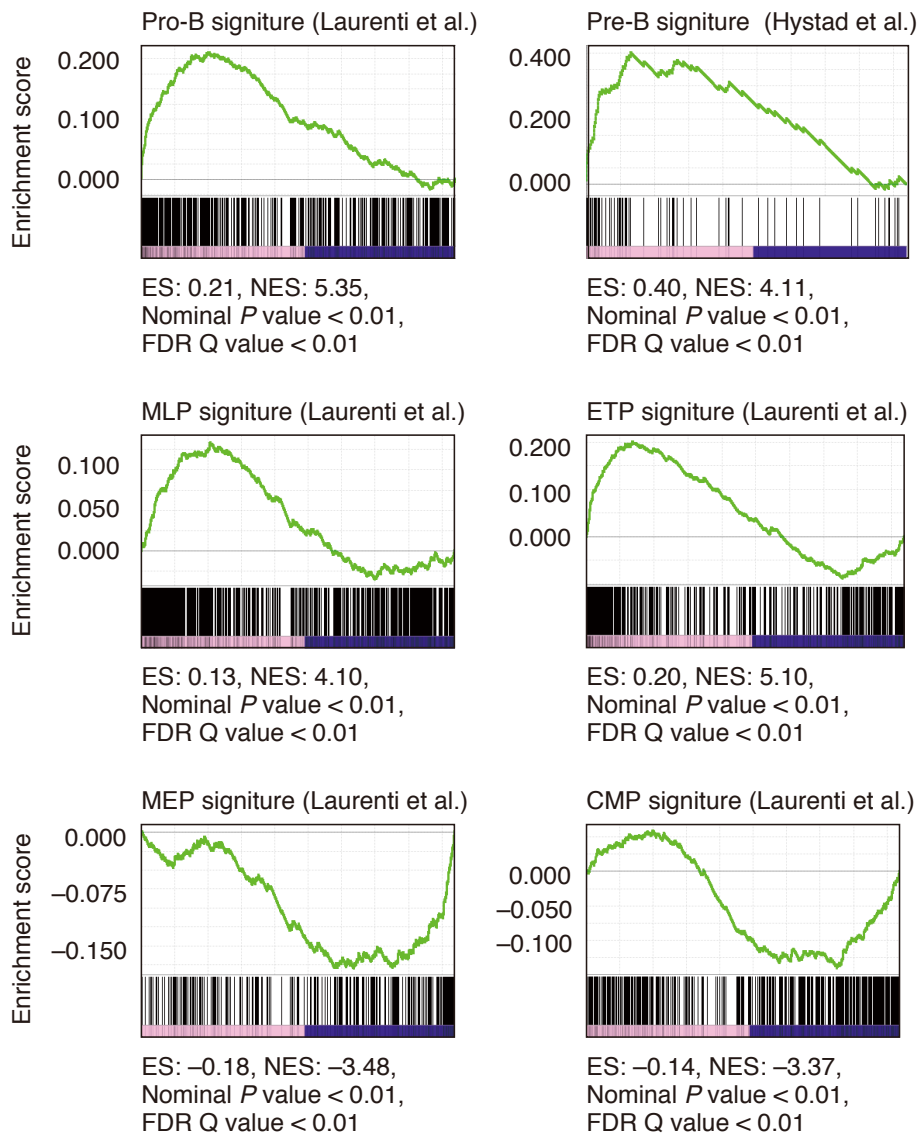 Pro-B signiture (Laurenti et al.)
Enrichment score
0.200
0.100
0.000
ES: 0.21, NES: 5.35,
Nominal P value < 0.01,
FDR Q value < 0.01
Pre-B signiture (Hystad et al.)
0.400
0.200
0.000
ES: 0.40, NES: 4.11,
Nominal P value < 0.01,
FDR Q value < 0.01
MLP signiture (Laurenti et al.)
Enrichment score
0.100
0.050
0.000
ES: 0.13, NES: 4.10,
Nominal P value < 0.01,
FDR Q value < 0.01
ETP signiture (Laurenti et al.)
0.200
0.100
0.000
ES: 0.20, NES: 5.10,
Nominal P value < 0.01,
FDR Q value < 0.01
MEP signiture (Laurenti et al.)
Enrichment score
0.000
–0.075
–0.150
ES: –0.18, NES: –3.48,
Nominal P value < 0.01,
FDR Q value < 0.01
CMP signiture (Laurenti et al.)
0.000
–0.050
–0.100
ES: –0.14, NES: –3.37,
Nominal P value < 0.01,
FDR Q value < 0.01